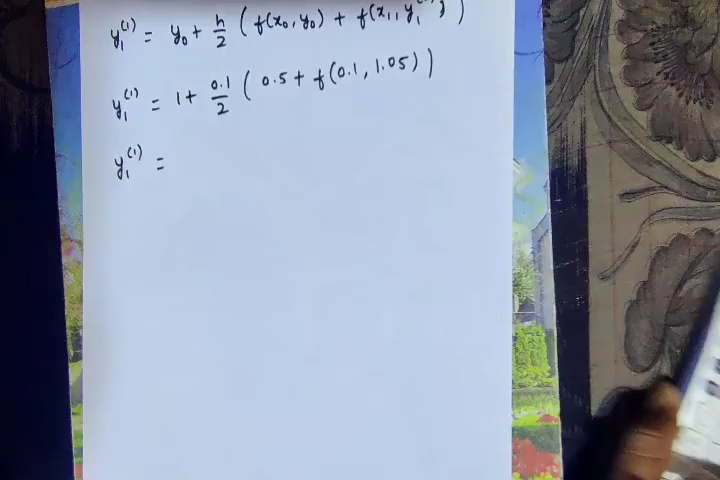 y₁⁽¹⁾ = y₀ + h/2 ( f(x₀, y₀) + f(x₁, y₁
y₁⁽¹⁾ = 1 + 0.1/2 ( 0.5 + f(0.1, 1.05) )
y₁⁽¹⁾ =